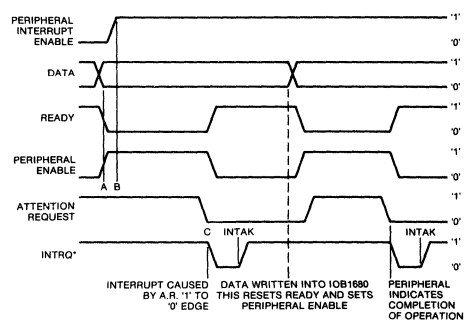 PERIPHERAL
INTERRUPT
ENABLE
'1'
'0'
DATA
'1'
'0'
READY
'1'
'0'
PERIPHERAL
ENABLE
'1'
'0'
A B
ATTENTION
REQUEST
'1'
'0'
C INTAK INTAK
INTRQ*
'1'
'0'
INTERRUPT CAUSED
BY A.R. '1' TO
'0' EDGE
DATA WRITTEN INTO IOB1680
THIS RESETS READY AND SETS
PERIPHERAL ENABLE
PERIPHERAL
INDICATES
COMPLETION
OF OPERATION